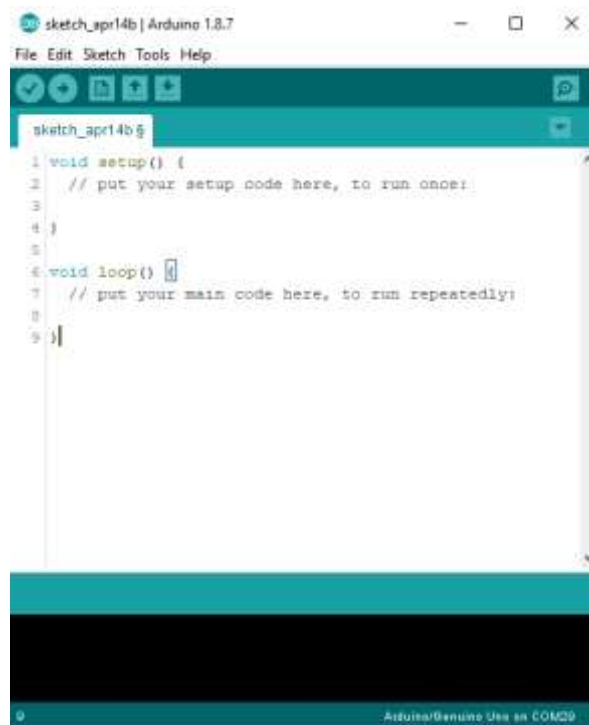 sketch_apr14b | Arduino 1.8.7
File Edit Sketch Tools Help
sketch_apr14b §
1 void setup() {
2 // put your setup code here, to run once:
3
4 }
5
6 void loop() {
7 // put your main code here, to run repeatedly:
8
9 }
9
Arduino/Genuino Uno en COM29